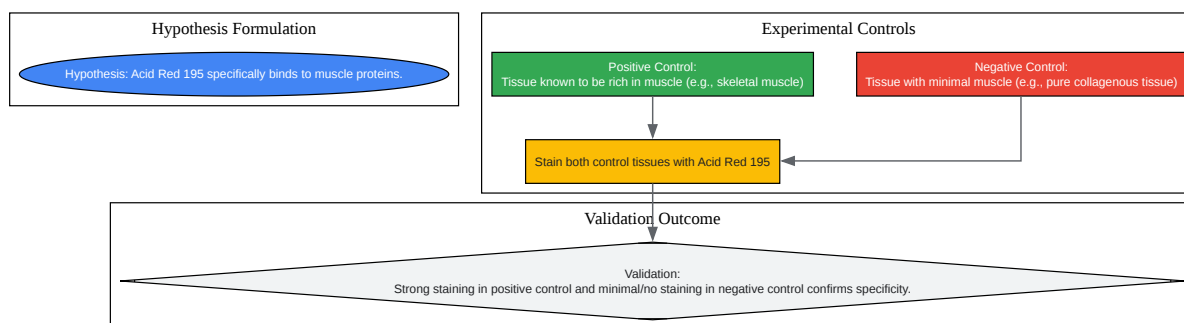 Hypothesis Formulation
Hypothesis: Acid Red 195 specifically binds to muscle proteins.
Experimental Controls
Positive Control:
Tissue known to be rich in muscle (e.g., skeletal muscle)
Negative Control:
Tissue with minimal muscle (e.g., pure collagenous tissue)
Stain both control tissues with Acid Red 195
Validation Outcome
Validation:
Strong staining in positive control and minimal/no staining in negative control confirms specificity.